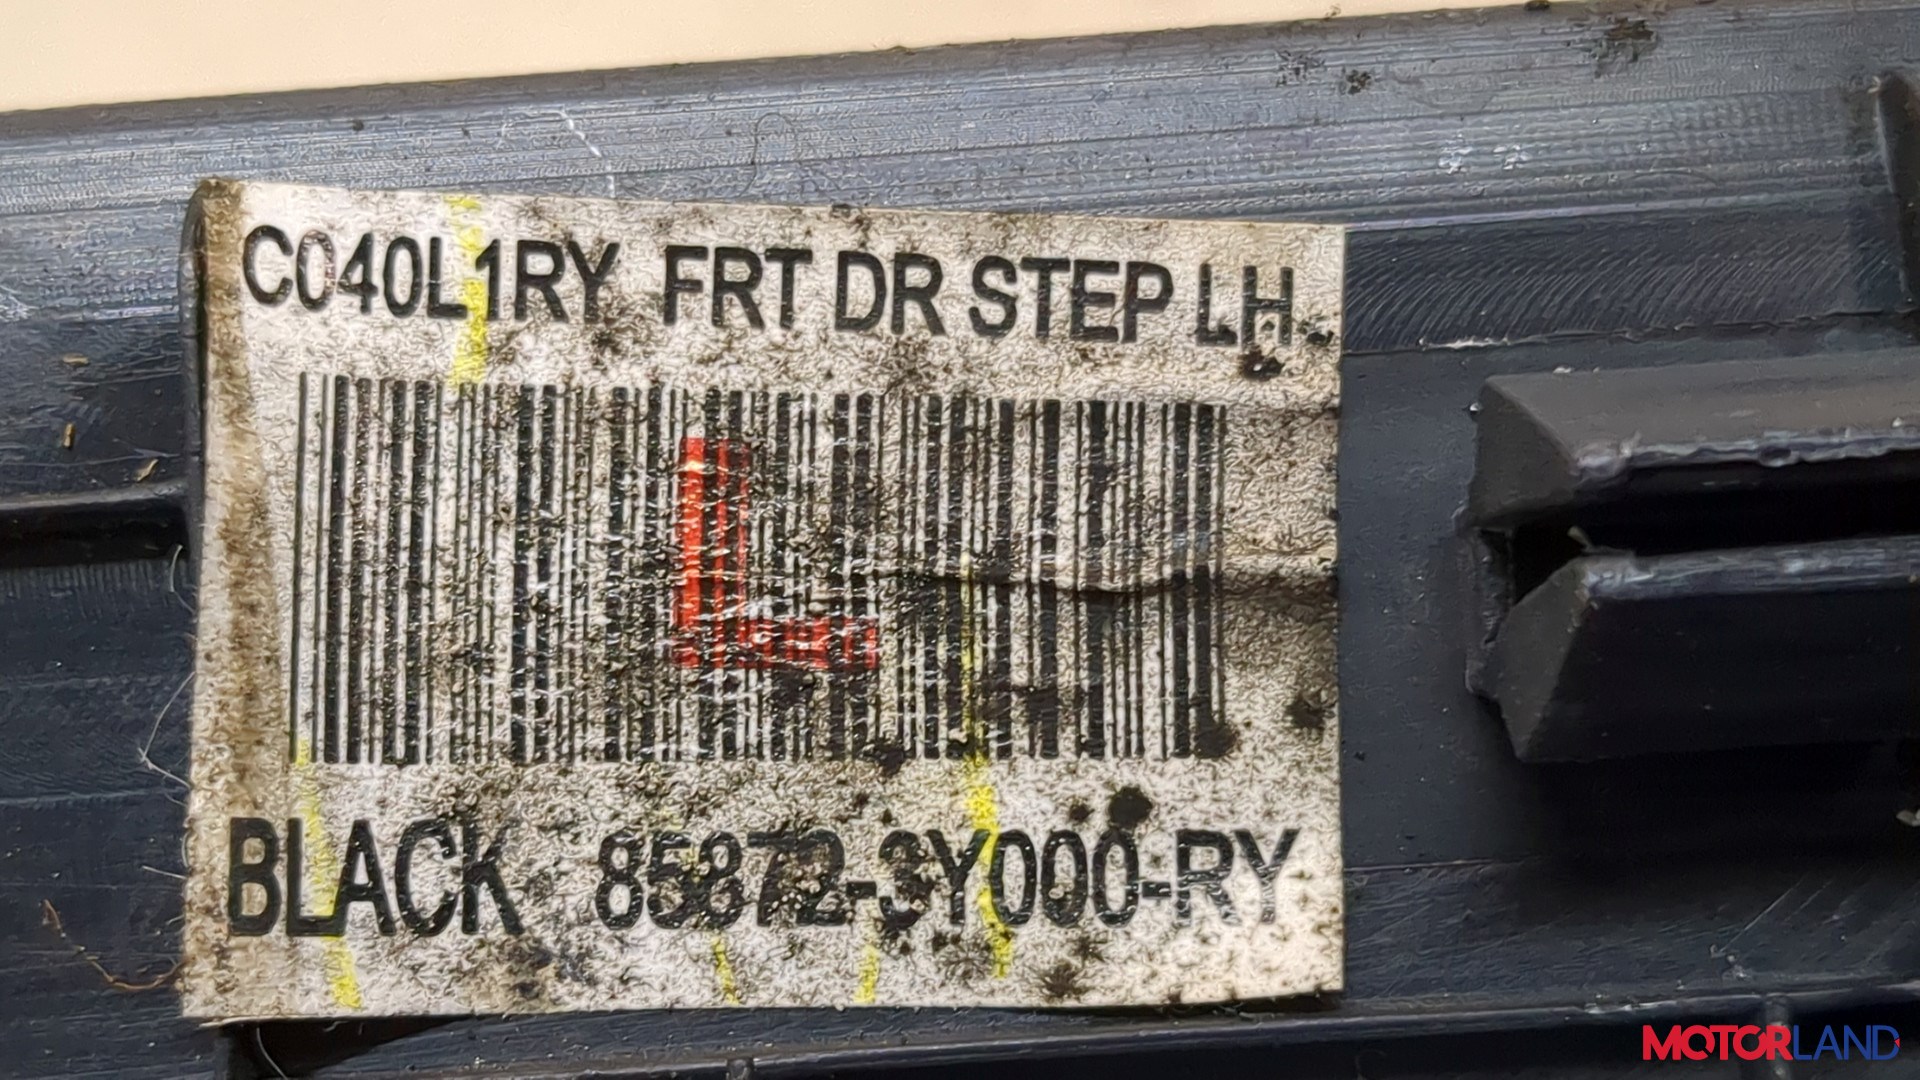 C040L1RY FRT DR STEP LH
L
BLACK 85872-3Y000-RY
MOTORLAND